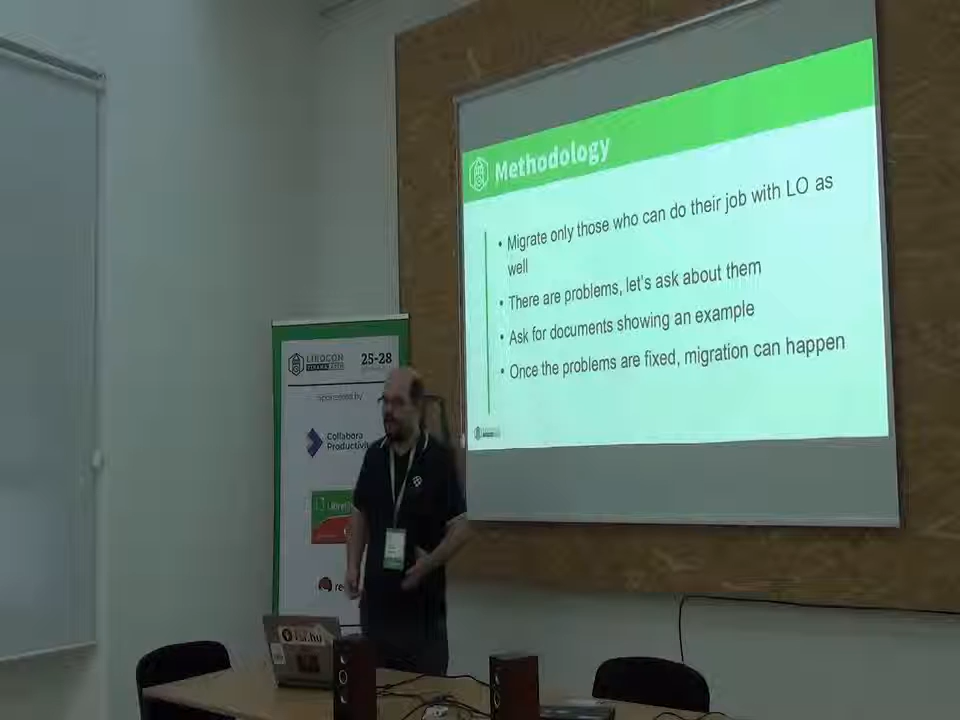 Methodology
• Migrate only those who can do their job with LO as
well
• There are problems, let's ask about them
• Ask for documents showing an example
• Once the problems are fixed, migration can happen
LIBOCON
25-28
Sponsored by
Collabora
fsf.hu